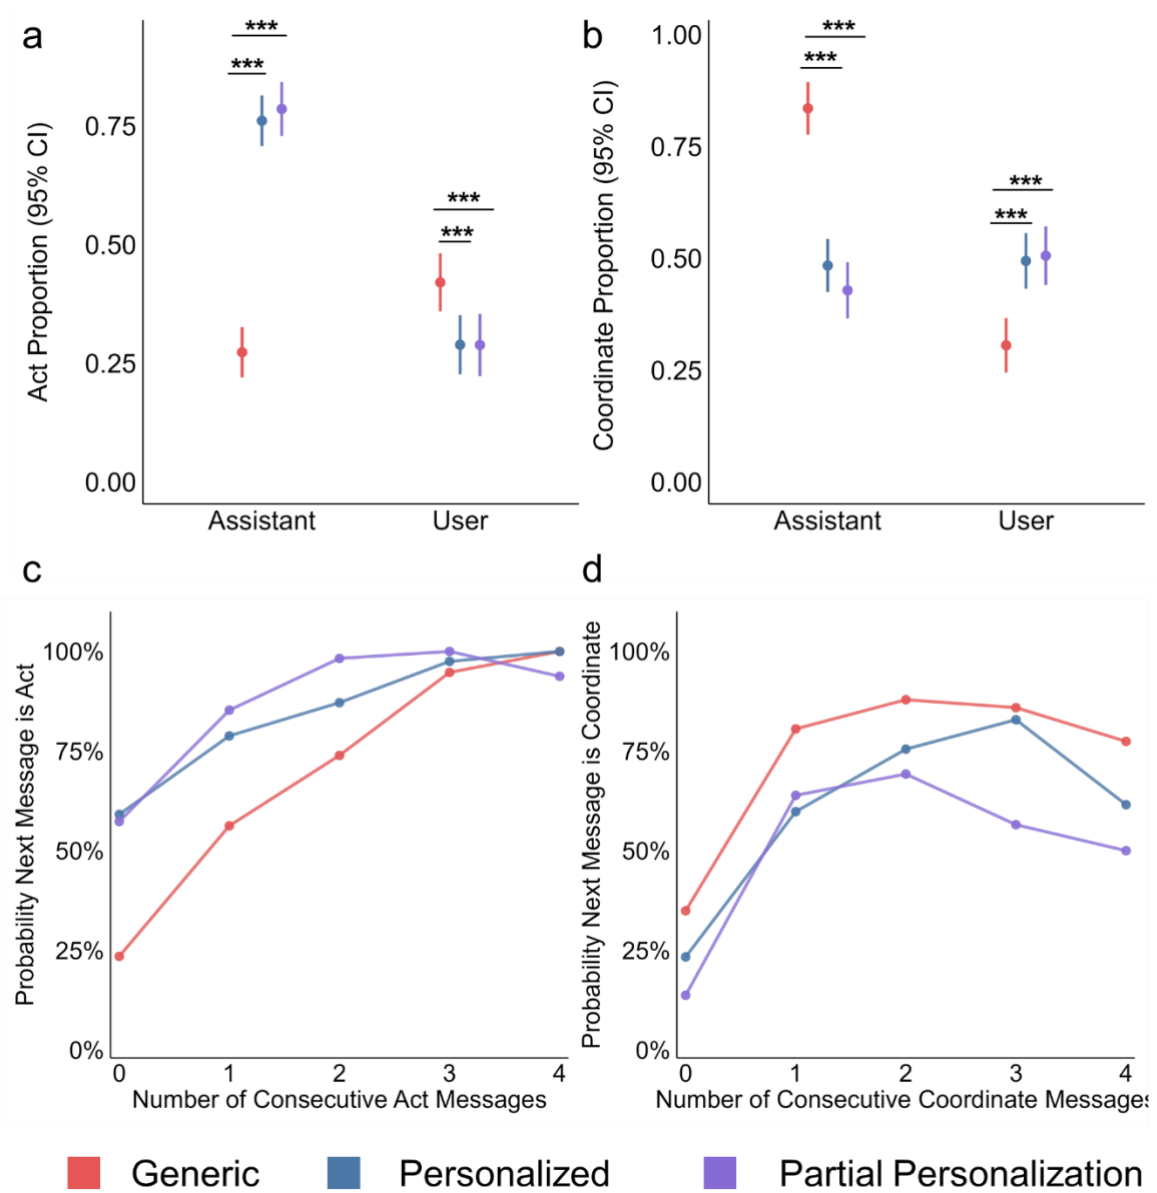 a
***
***
Act Proportion (95% CI)
0.75
0.50
***
***
0.25
0.00
Assistant User
b
***
***
Coordinate Proportion (95% CI)
1.00
0.75
***
***
0.50
0.25
0.00
Assistant User
c
Probability Next Message is Act
100%
75%
50%
25%
0%
0 1 2 3 4
Number of Consecutive Act Messages
d
Probability Next Message is Coordinate
100%
75%
50%
25%
0%
0 1 2 3 4
Number of Consecutive Coordinate Messages
Generic Personalized Partial Personalization